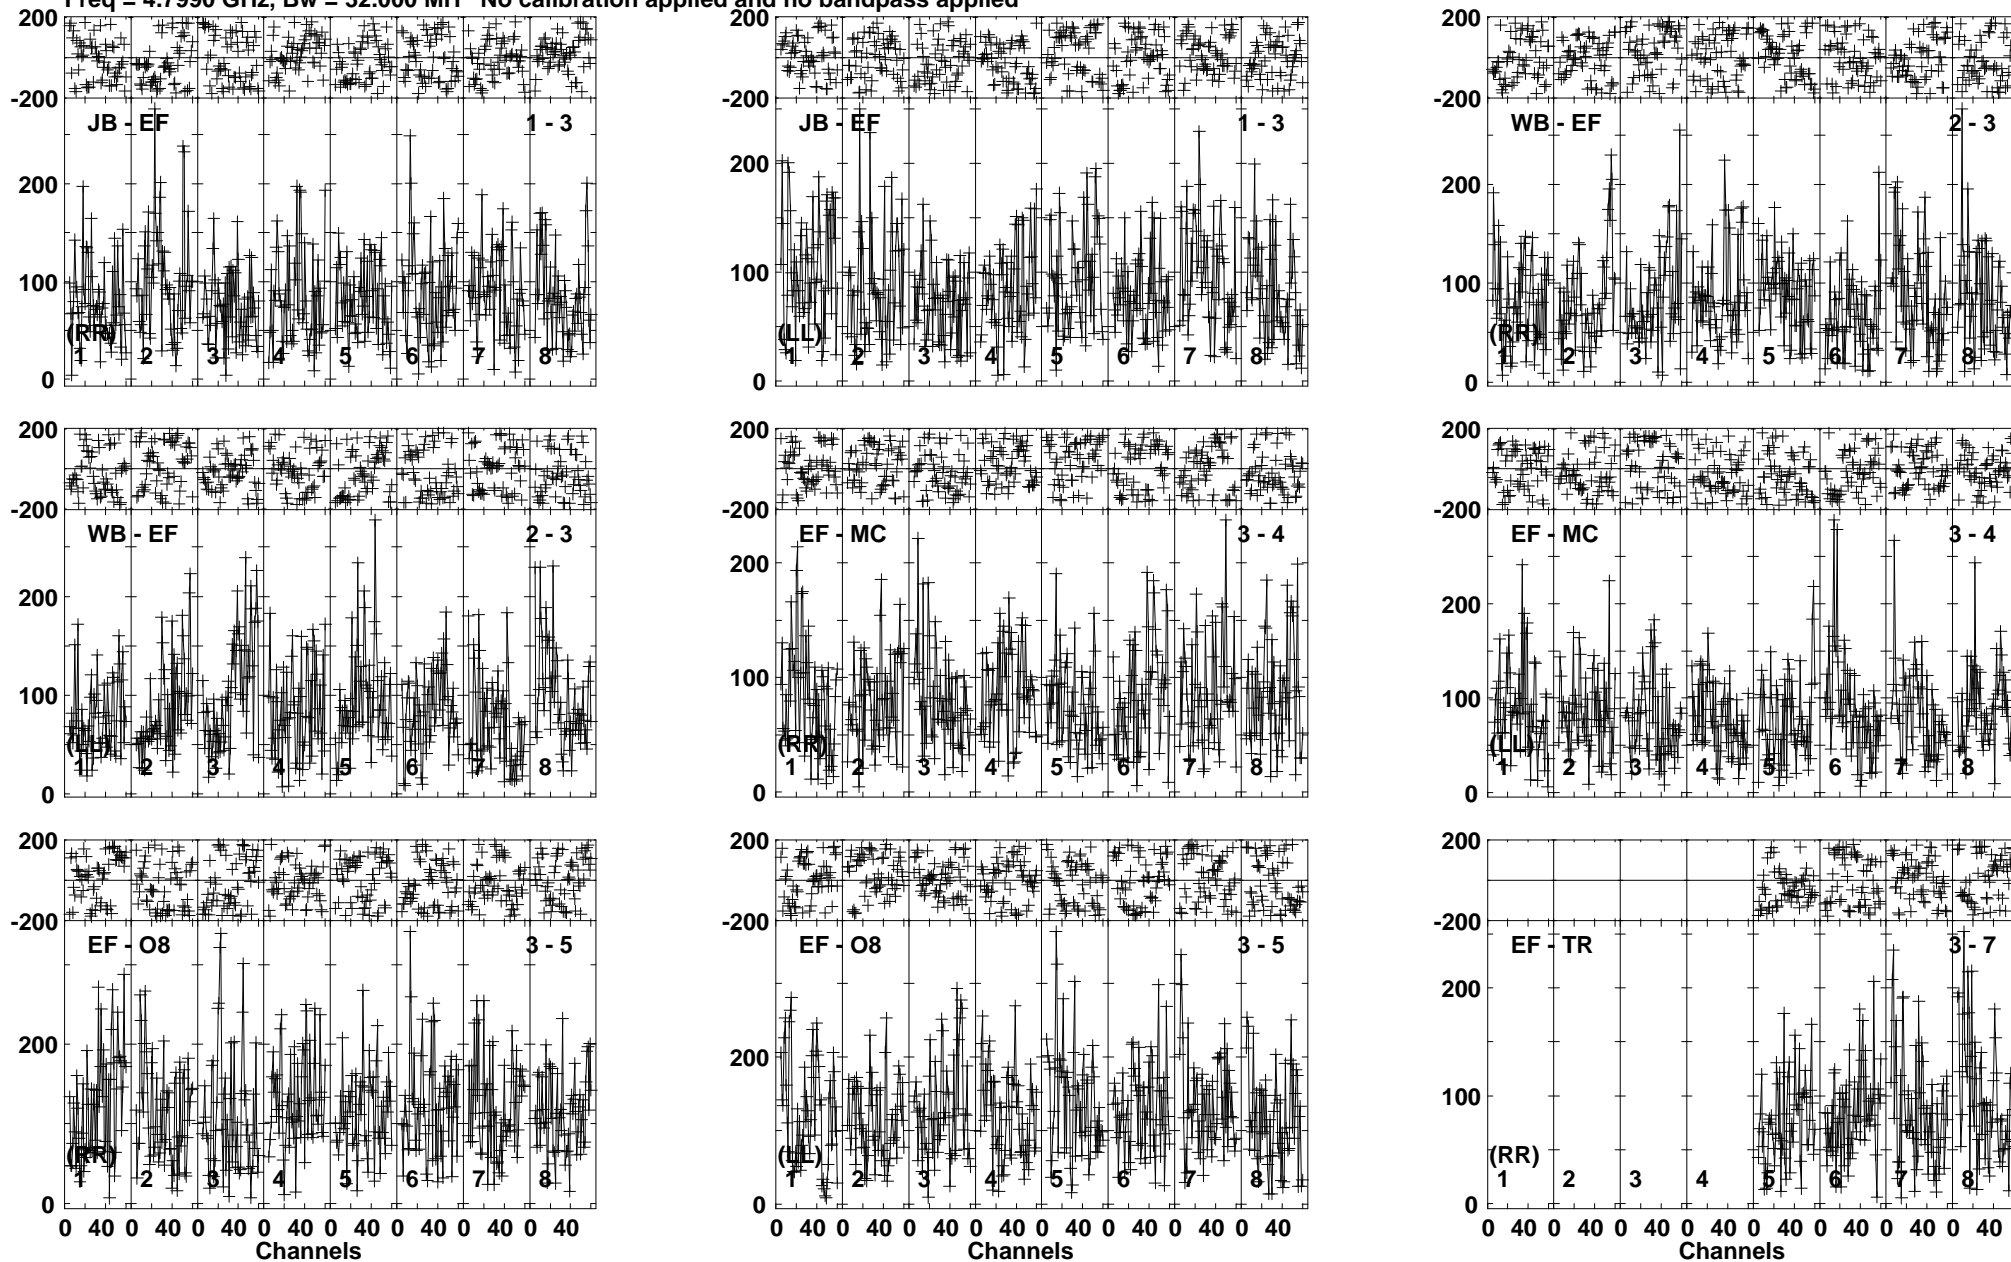 Freq = 4.7990 GHz, Bw = 32.000 MH No calibration applied and no bandpass applied
200 200 200
-200 -200 -200
JB - EF 1 - 3 JB - EF 1 - 3 WB - EF 2 - 3
200 200 200
100 100 100
(RR) (LL) (RR)
1 2 3 4 5 6 7 8 1 2 3 4 5 6 7 8 1 2 3 4 5 6 7 8
0 0 0
200 200 200
-200 -200 -200
WB - EF 2 - 3 EF - MC 3 - 4 EF - MC 3 - 4
200 200 200
100 100 100
(LL) (RR) (LL)
1 2 3 4 5 6 7 8 1 2 3 4 5 6 7 8 1 2 3 4 5 6 7 8
0 0 0
200 200 200
-200 -200 -200
EF - O8 3 - 5 EF - O8 3 - 5 EF - TR 3 - 7
200 200 200
100
(RR) (LL) (RR)
1 2 3 4 5 6 7 8 1 2 3 4 5 6 7 8 1 2 3 4 5 6 7 8
0 0 0
0 40 0 40 0 40 0 40 0 40 0 40 0 40 0 40 0 40 0 40 0 40 0 40 0 40 0 40 0 40 0 40 0 40 0 40 0 40 0 40 0 40 0 40 0 40 0 40
Channels Channels Channels